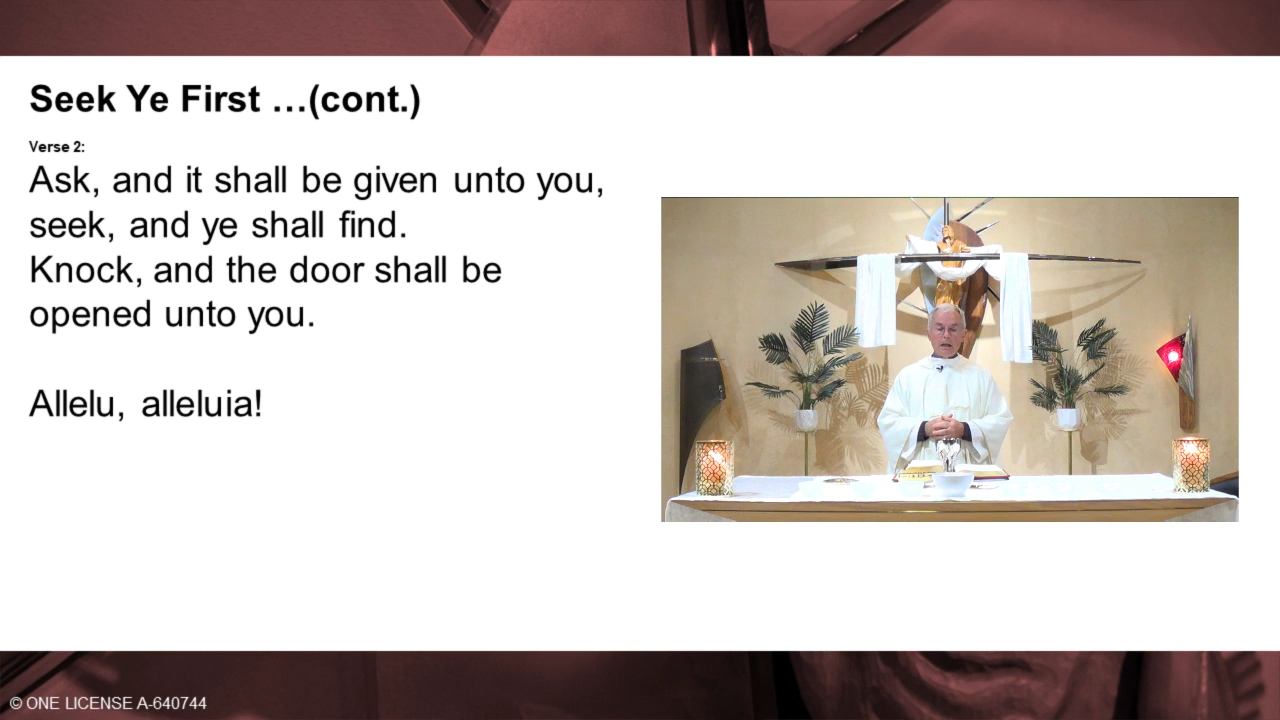 Seek Ye First …(cont.)
Verse 2:
Ask, and it shall be given unto you,
seek, and ye shall find.
Knock, and the door shall be
opened unto you.
Allelu, alleluia!
© ONE LICENSE A-640744